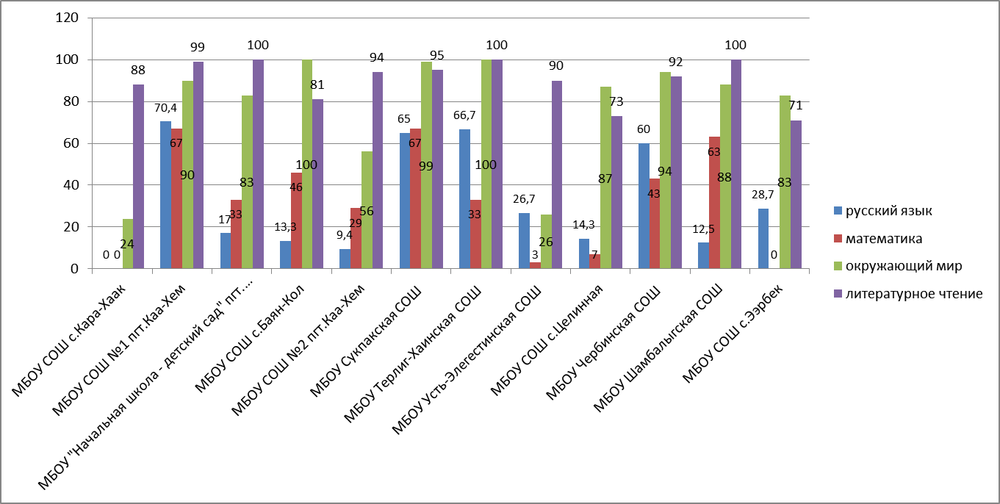 120
100
80
60
40
20
0
0 0 24 88
70,4 67 90 99
17 33 83 100
13,3 46 100 81
9,4 29 56 94
65 67 99 95
66,7 33 100 100
26,7 3 26 90
14,3 7 87 73
60 43 94 92
12,5 63 88 100
28,7 0 83 71
МБОУ СОШ с.Кара-Хаак
МБОУ СОШ №1 пгт.Каа-Хем
МБОУ "Начальная школа - детский сад" пгт.…
МБОУ СОШ с.Баян-Кол
МБОУ СОШ №2 пгт.Каа-Хем
МБОУ Сукпакская СОШ
МБОУ Терлиг-Хаинская СОШ
МБОУ Усть-Элегестинская СОШ
МБОУ СОШ с.Целинная
МБОУ Чербинская СОШ
МБОУ Шамбалыгская СОШ
МБОУ СОШ с.Ээрбек
русский язык
математика
окружающий мир
литературное чтение